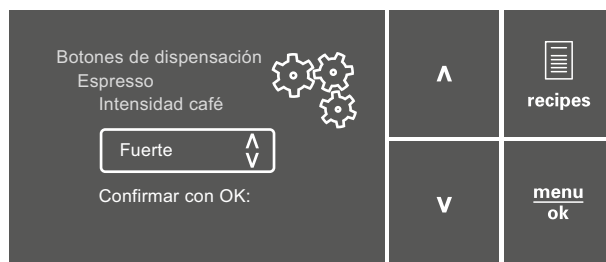 Botones de dispensación
Espresso
Intensidad café
Fuerte
Confirmar con OK:
recipes
menu
ok